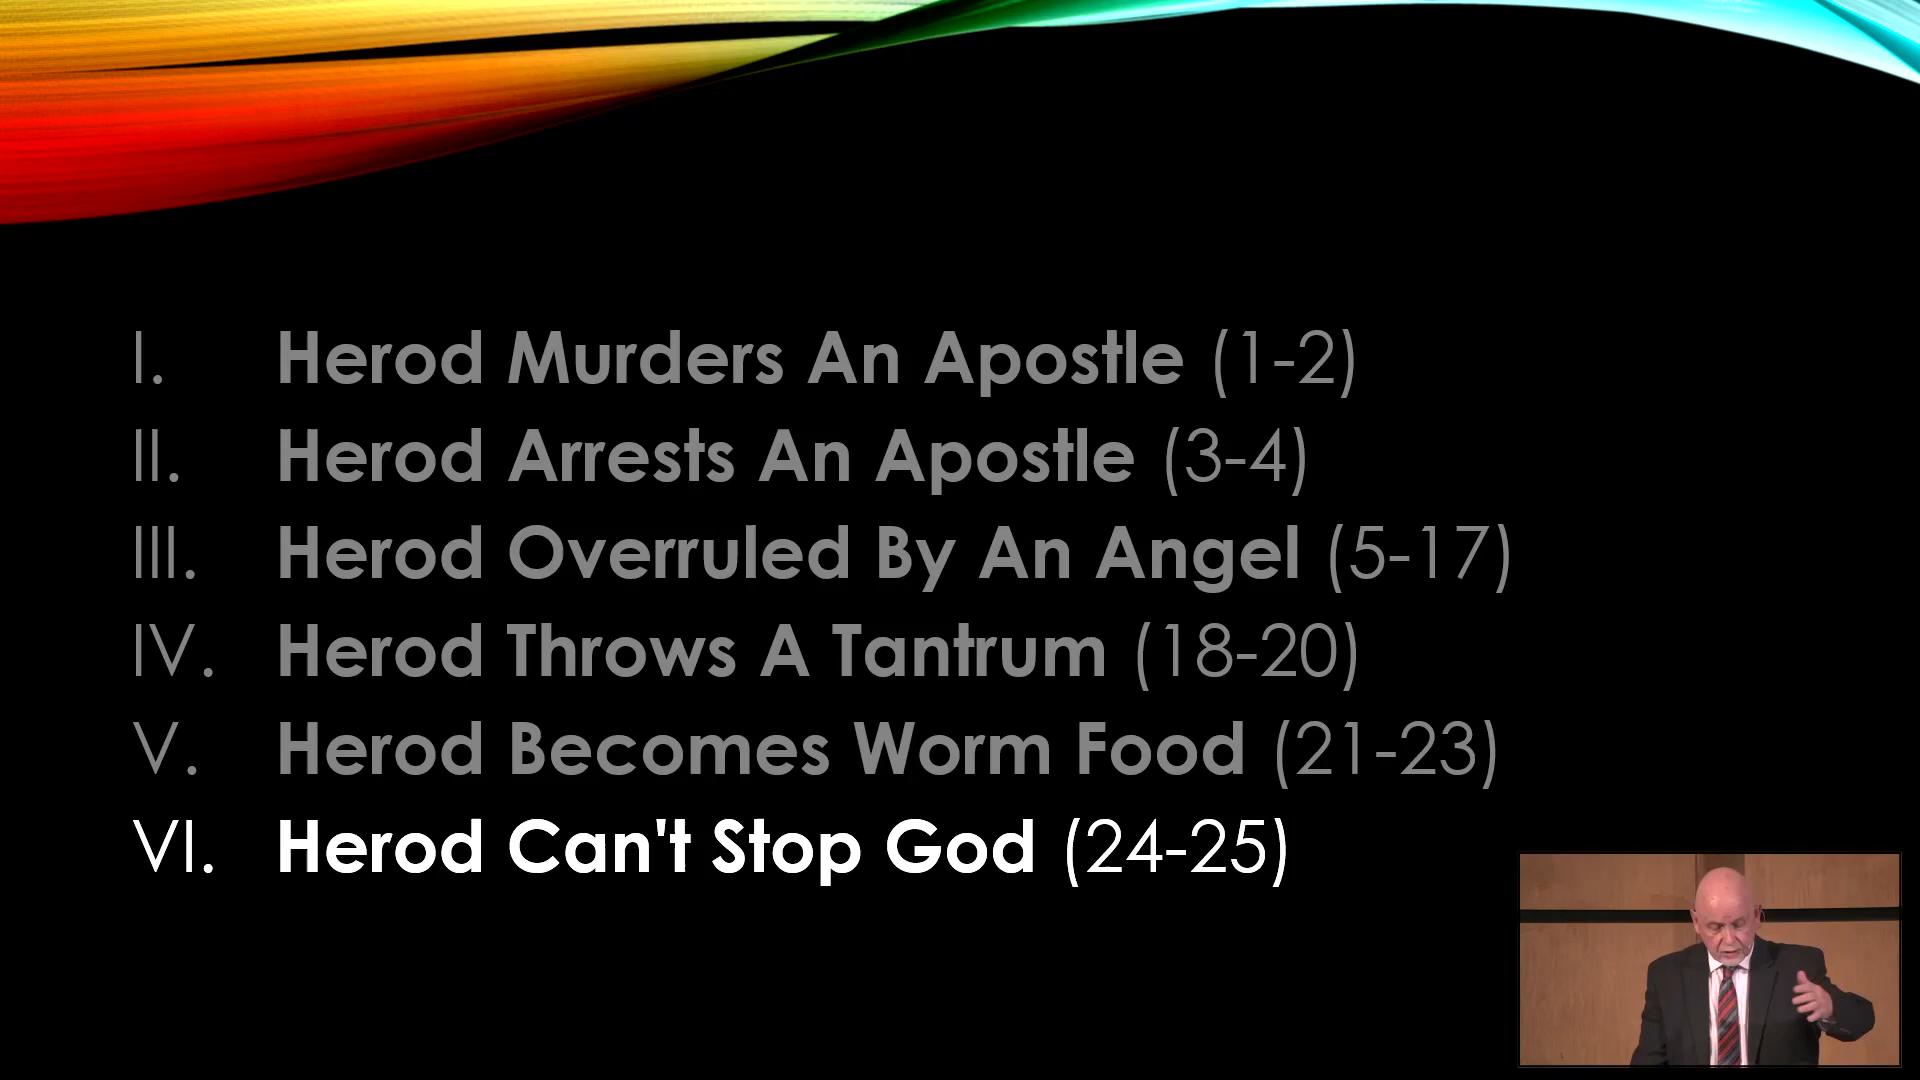 I. Herod Murders An Apostle (1-2)
II. Herod Arrests An Apostle (3-4)
III. Herod Overruled By An Angel (5-17)
IV. Herod Throws A Tantrum (18-20)
V. Herod Becomes Worm Food (21-23)
VI. Herod Can't Stop God (24-25)